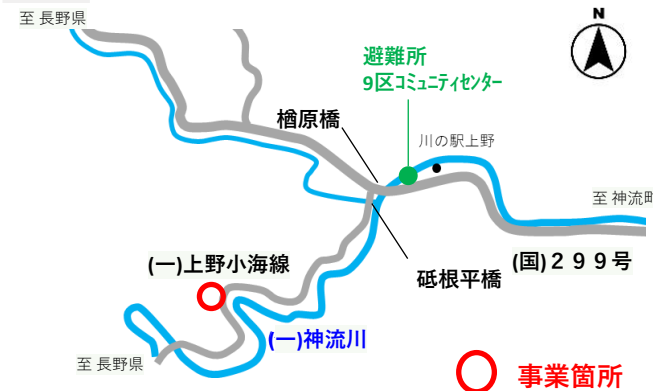 至 長野県
N
避難所
9区ｺﾐｭﾆﾃｨｾﾝﾀｰ
楢原橋
川の駅上野
至 神流町
(国)２９９号
(一)上野小海線
砥根平橋
(一)神流川
至 長野県
事業箇所